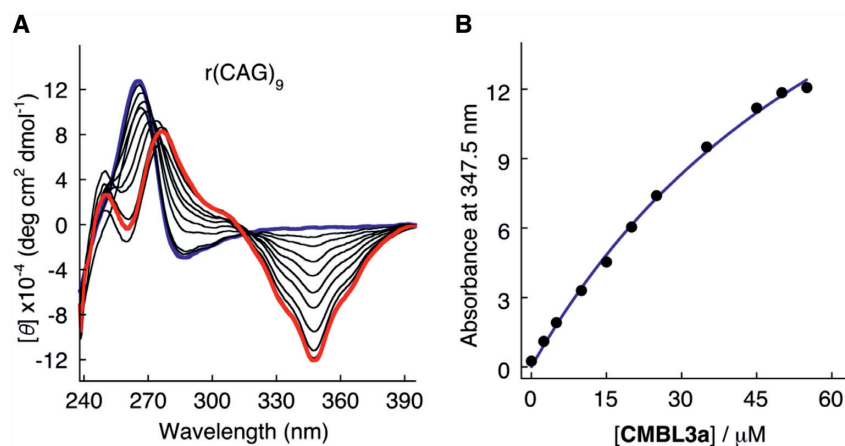 A
r(CAG)9
[θ] x10-4 (deg cm2 dmol-1)
12
8
4
0
-4
-8
-12
240 270 300 330 360 390
Wavelength (nm)
B
Absorbance at 347.5 nm
12
9
6
3
0
0 15 30 45 60
[CMBL3a] / μM